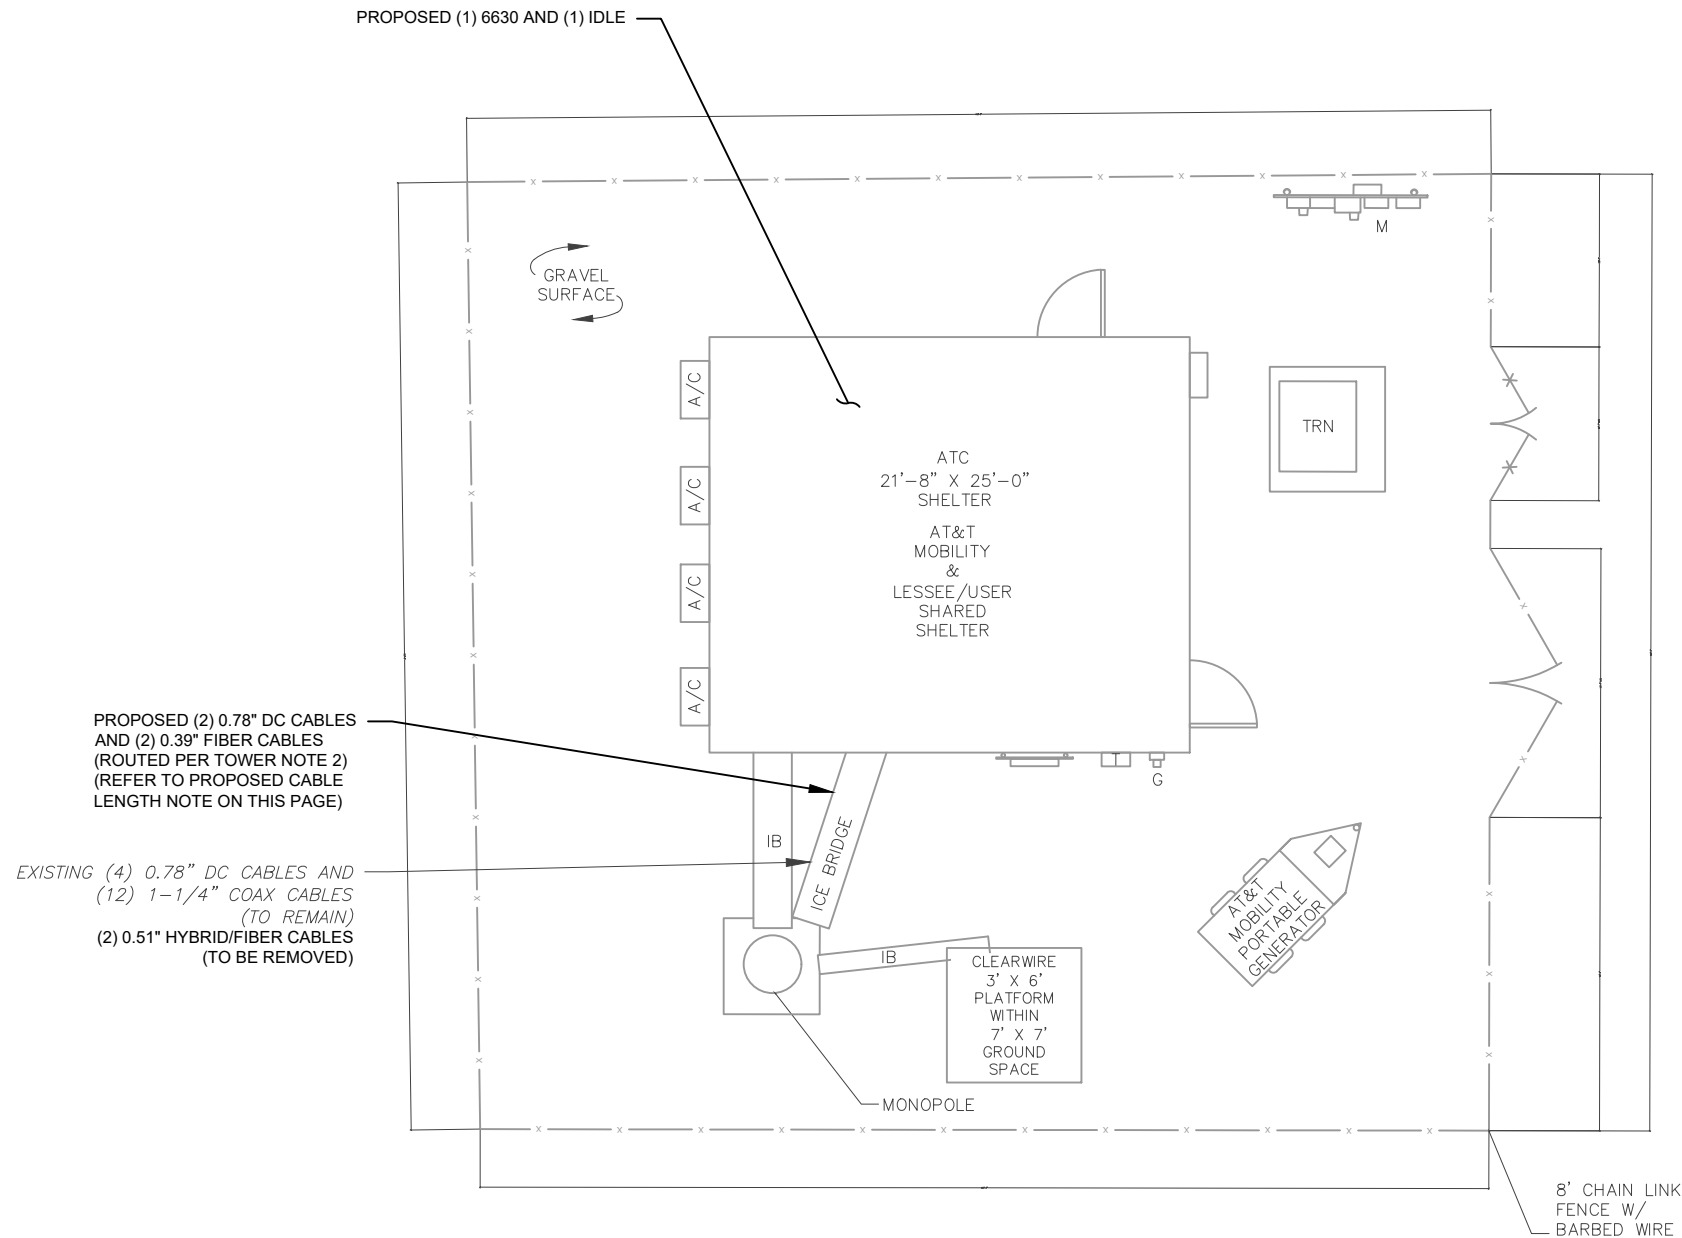 PROPOSED (1) 6630 AND (1) IDLE
M
GRAVEL
SURFACE
A/C
A/C
A/C
A/C
ATC
21'-8" X 25'-0"
SHELTER
AT&T
MOBILITY
&
LESSEE/USER
SHARED
SHELTER
TRN
PROPOSED (2) 0.78" DC CABLES
AND (2) 0.39" FIBER CABLES
(ROUTED PER TOWER NOTE 2)
(REFER TO PROPOSED CABLE
LENGTH NOTE ON THIS PAGE)
T
G
IB
ICE BRIDGE
EXISTING (4) 0.78" DC CABLES AND
(12) 1-1/4" COAX CABLES
(TO REMAIN)
(2) 0.51" HYBRID/FIBER CABLES
(TO BE REMOVED)
AT&T
MOBILITY
PORTABLE
GENERATOR
IB
CLEARWIRE
3' X 6'
PLATFORM
WITHIN
7' X 7'
GROUND
SPACE
MONOPOLE
8' CHAIN LINK
FENCE W/
BARBED WIRE